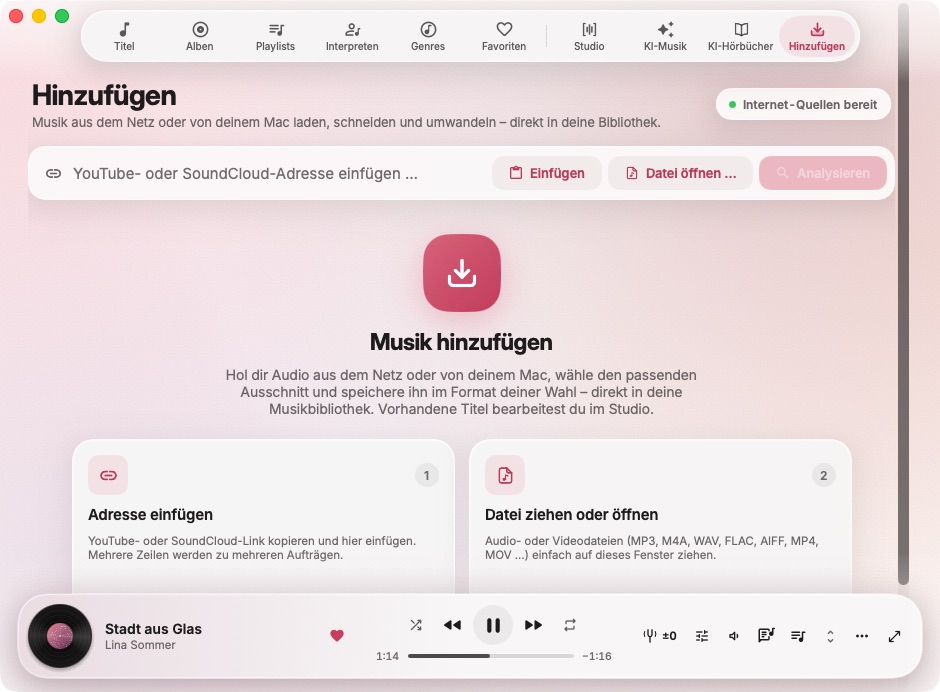 Titel
Alben
Playlists
Interpreten
Genres
Favoriten
Studio
KI-Musik
KI-Hörbücher
Hinzufügen
Hinzufügen
Musik aus dem Netz oder von deinem Mac laden, schneiden und umwandeln – direkt in deine Bibliothek.
Internet-Quellen bereit
YouTube- oder SoundCloud-Adresse einfügen ...
Einfügen
Datei öffnen ...
Analysieren
Musik hinzufügen
Hol dir Audio aus dem Netz oder von deinem Mac, wähle den passenden
Ausschnitt und speichere ihn im Format deiner Wahl – direkt in deine
Musikbibliothek. Vorhandene Titel bearbeitest du im Studio.
1
Adresse einfügen
YouTube- oder SoundCloud-Link kopieren und hier einfügen.
Mehrere Zeilen werden zu mehreren Aufträgen.
2
Datei ziehen oder öffnen
Audio- oder Videodateien (MP3, M4A, WAV, FLAC, AIFF, MP4,
MOV ...) einfach auf dieses Fenster ziehen.
Stadt aus Glas
Lina Sommer
1:14
−1:16
±0